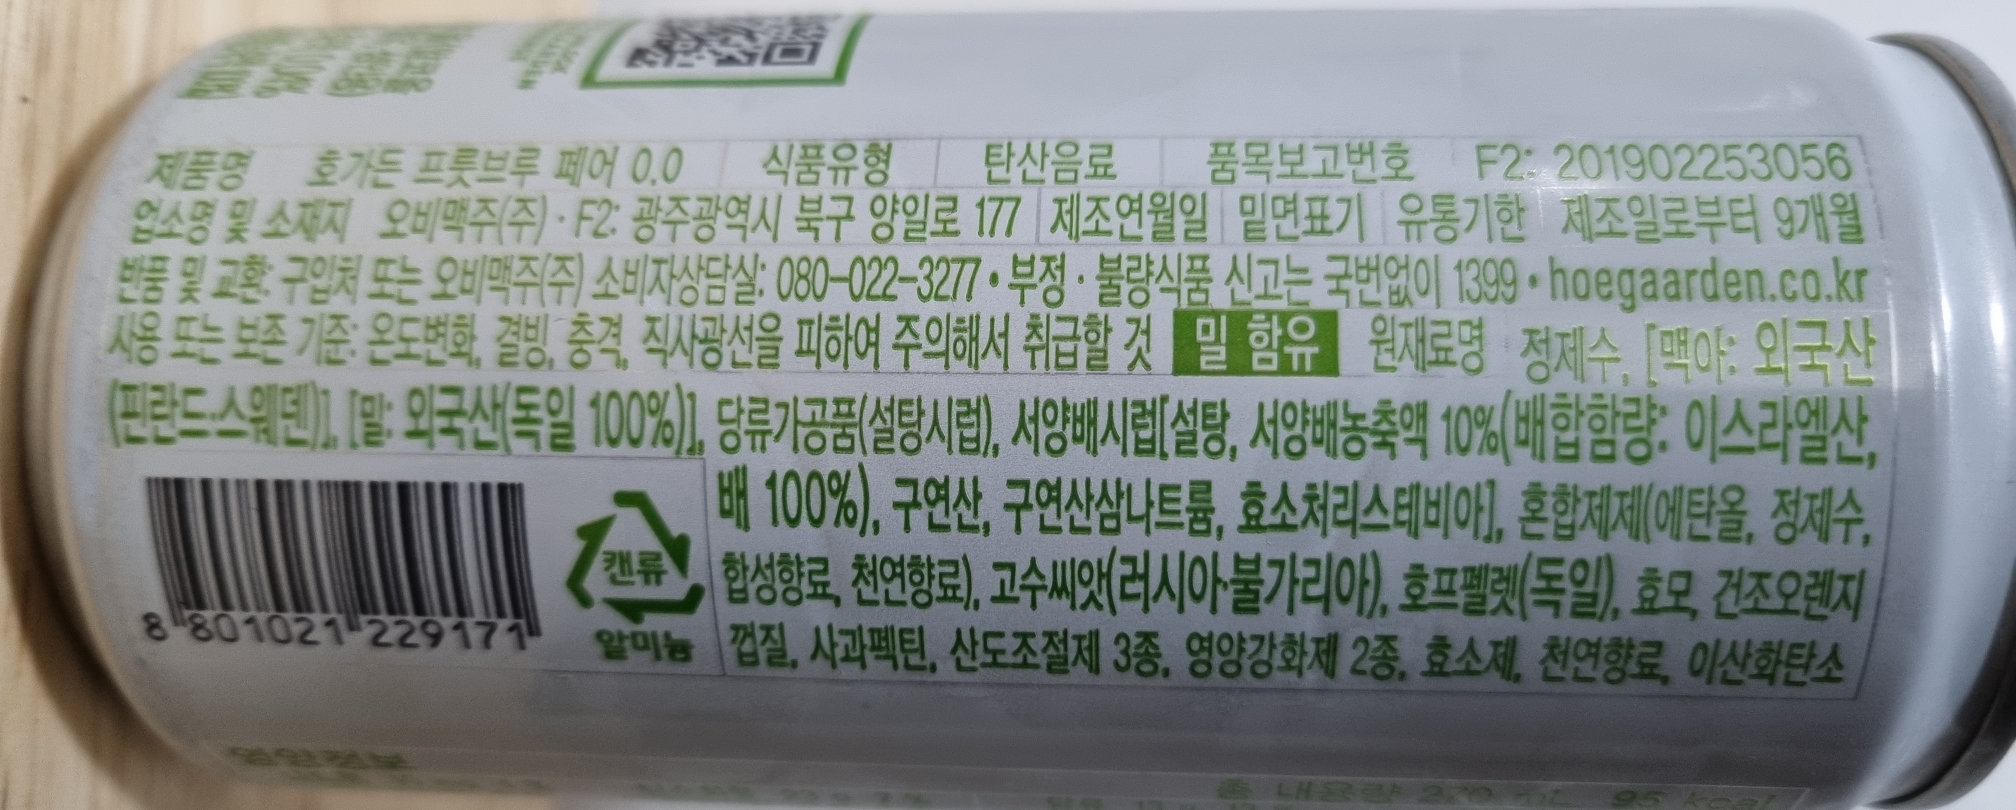 제품명 호가든 프룻브루 페어 0.0 식품유형 탄산음료 품목보고번호 F2: 201902253056
업소명 및 소재지 오비맥주(주) · F2: 광주광역시 북구 양일로 177 제조연월일 밑면표기 유통기한 제조일로부터 9개월
반품 및 교환: 구입처 또는 오비맥주(주) 소비자상담실: 080-022-3277 • 부정 · 불량식품 신고는 국번없이 1399 • hoegaarden.co.kr
사용 또는 보존 기준: 온도변화, 결빙, 충격, 직사광선을 피하여 주의해서 취급할 것 밀 함유 원재료명 정제수, [맥아: 외국산
(핀란드·스웨덴)], [밀: 외국산(독일 100%)], 당류가공품(설탕시럽), 서양배시럽[설탕, 서양배농축액 10%(배합함량: 이스라엘산,
배 100%), 구연산, 구연산삼나트륨, 효소처리스테비아], 혼합제제(에탄올, 정제수,
합성향료, 천연향료), 고수씨앗(러시아·불가리아), 호프펠렛(독일), 효모, 건조오렌지
껍질, 사과펙틴, 산도조절제 3종, 영양강화제 2종, 효소제, 천연향료, 이산화탄소
캔류
알미늄
8 801021 229171
영양정보
총 내용량 mL 95 kcal